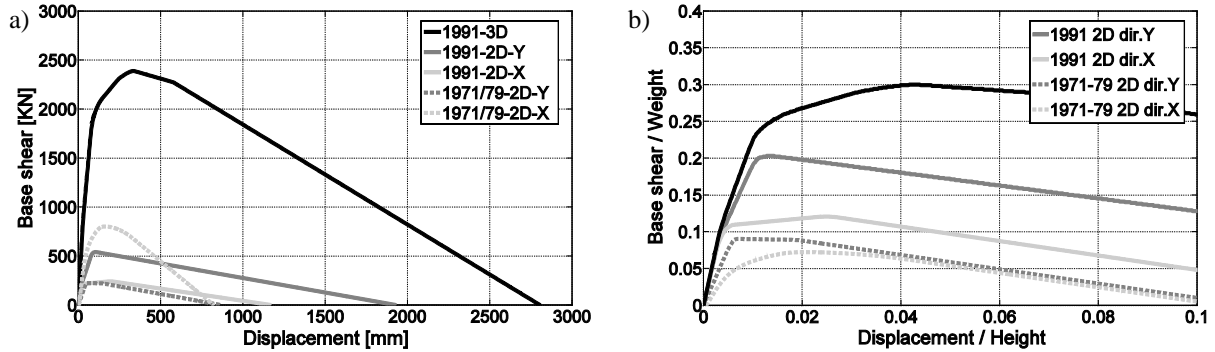 a)
Base shear [KN]
3000
2500
2000
1500
1000
500
0
0 500 1000 1500 2000 2500 3000
Displacement [mm]
1991-3D
1991-2D-Y
1991-2D-X
1971/79-2D-Y
1971/79-2D-X
b)
Base shear / Weight
0.4
0.35
0.3
0.25
0.2
0.15
0.1
0.05
0
0 0.02 0.04 0.06 0.08 0.1
Displacement / Height
1991 2D dir.Y
1991 2D dir.X
1971-79 2D dir.Y
1971-79 2D dir.X